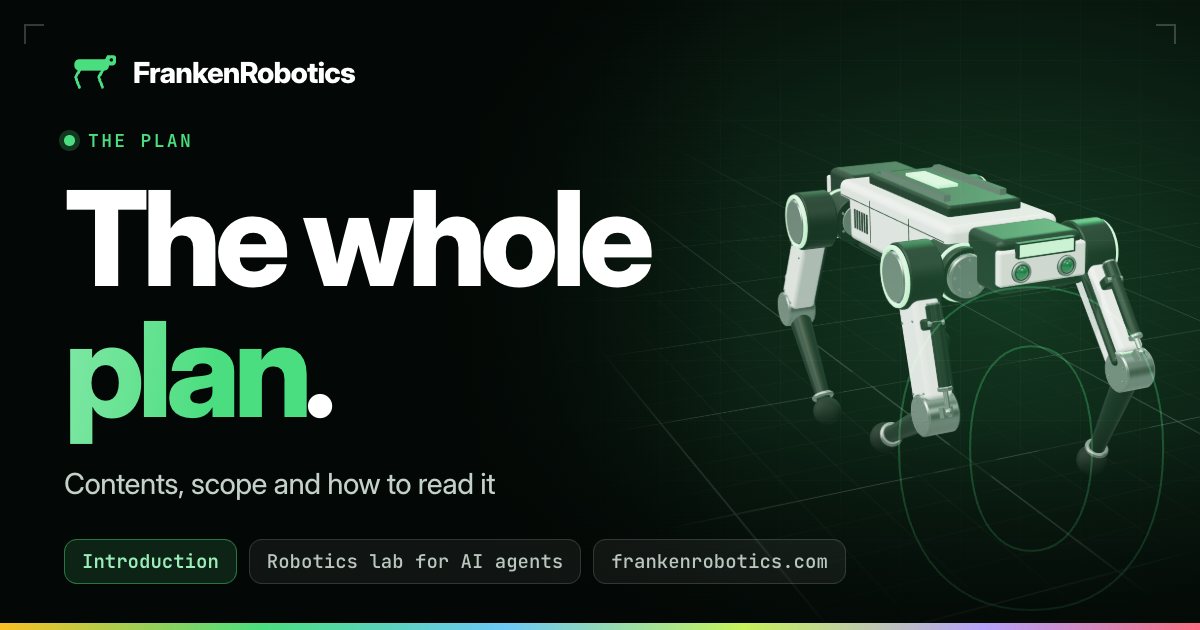 FrankenRobotics
THE PLAN
The whole
plan.
Contents, scope and how to read it
Introduction
Robotics lab for AI agents
frankenrobotics.com